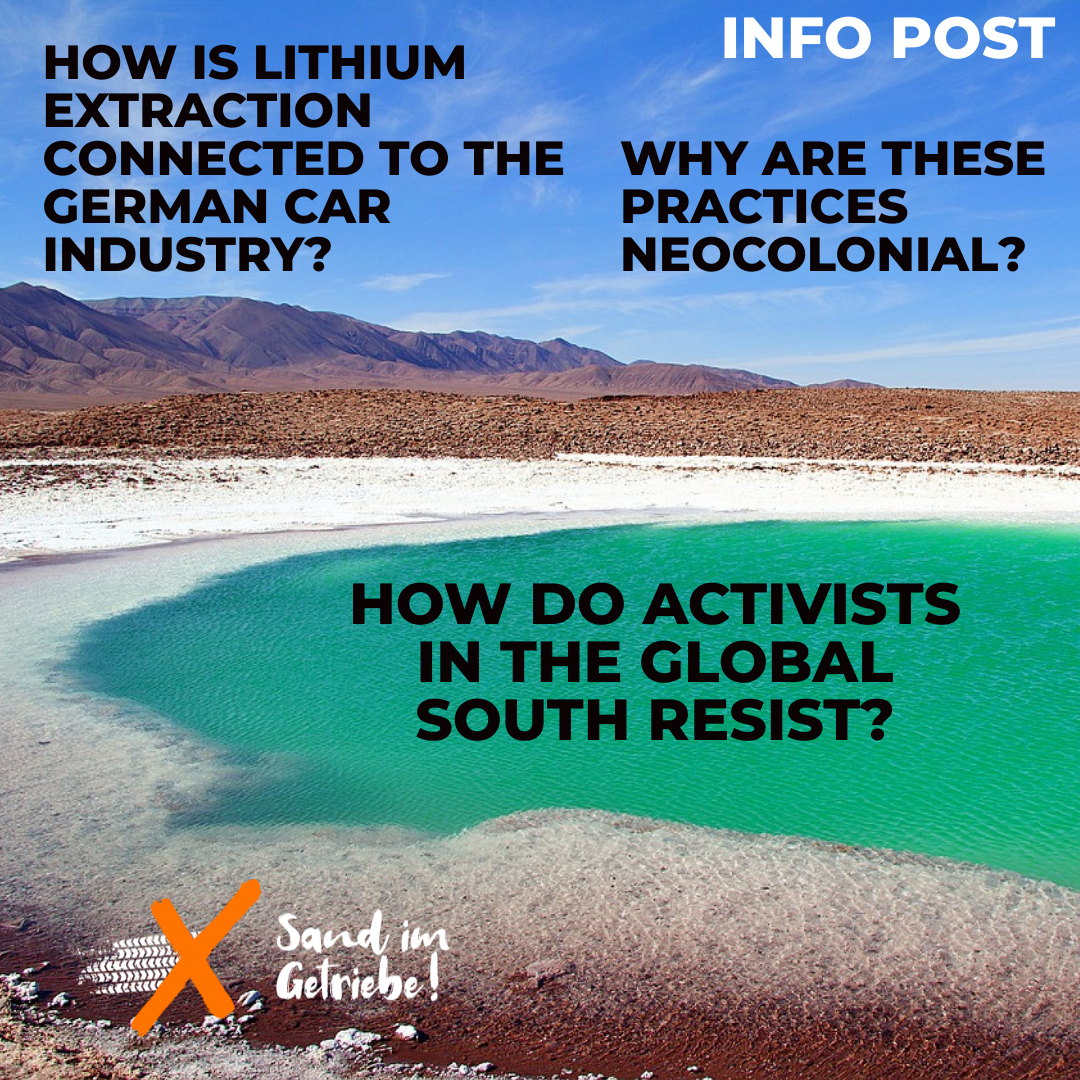 INFO POST
HOW IS LITHIUM
EXTRACTION
CONNECTED TO THE
GERMAN CAR
INDUSTRY?
WHY ARE THESE
PRACTICES
NEOCOLONIAL?
HOW DO ACTIVISTS
IN THE GLOBAL
SOUTH RESIST?
Sand im
Getriebe!